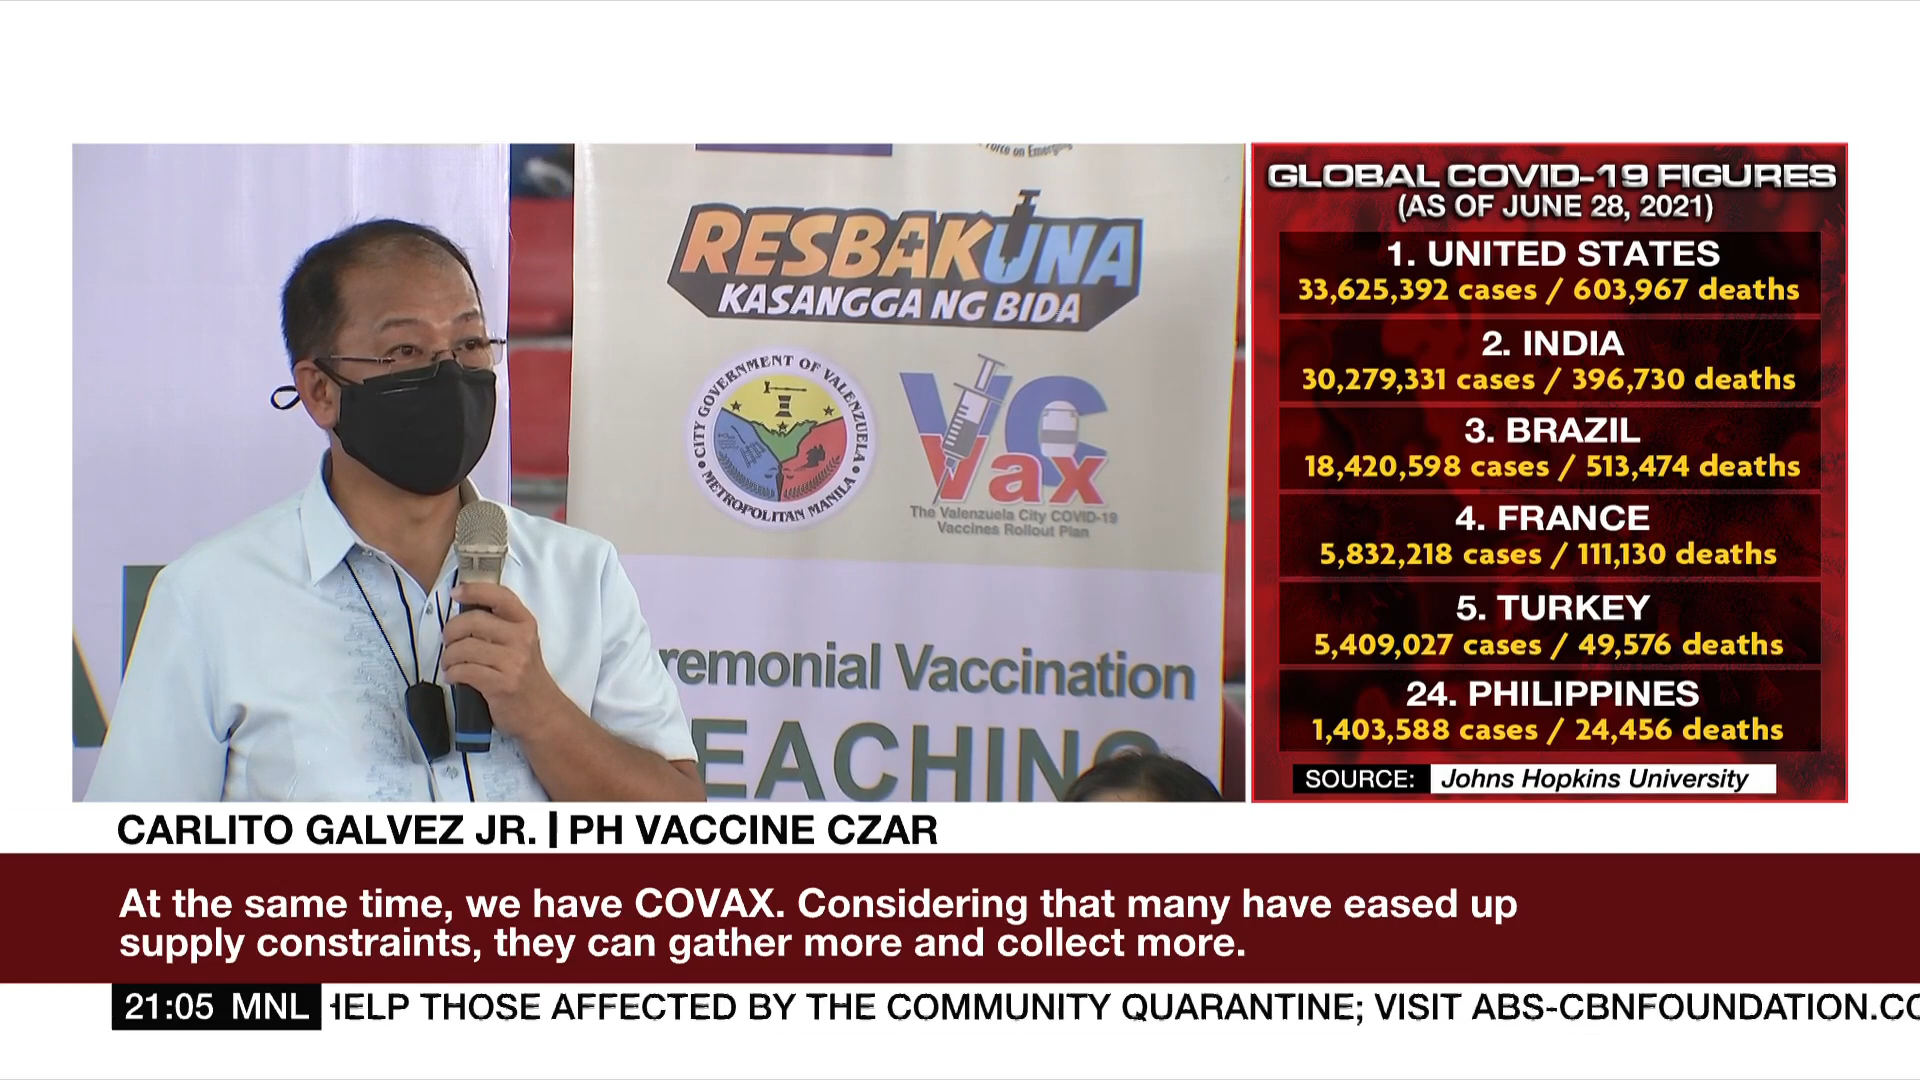 Force on Emerging
RESBAKUNA
KASANGGA NG BIDA
CITY GOVERNMENT OF VALENZUELA
METROPOLITAN MANILA
VC
Vax
The Valenzuela City COVID-19
Vaccines Rollout Plan
remonial Vaccination
EACHING
GLOBAL COVID-19 FIGURES
(AS OF JUNE 28, 2021)
1. UNITED STATES
33,625,392 cases / 603,967 deaths
2. INDIA
30,279,331 cases / 396,730 deaths
3. BRAZIL
18,420,598 cases / 513,474 deaths
4. FRANCE
5,832,218 cases / 111,130 deaths
5. TURKEY
5,409,027 cases / 49,576 deaths
24. PHILIPPINES
1,403,588 cases / 24,456 deaths
SOURCE: Johns Hopkins University
CARLITO GALVEZ JR. | PH VACCINE CZAR
At the same time, we have COVAX. Considering that many have eased up
supply constraints, they can gather more and collect more.
21:05 MNL HELP THOSE AFFECTED BY THE COMMUNITY QUARANTINE; VISIT ABS-CBNFOUNDATION.CO